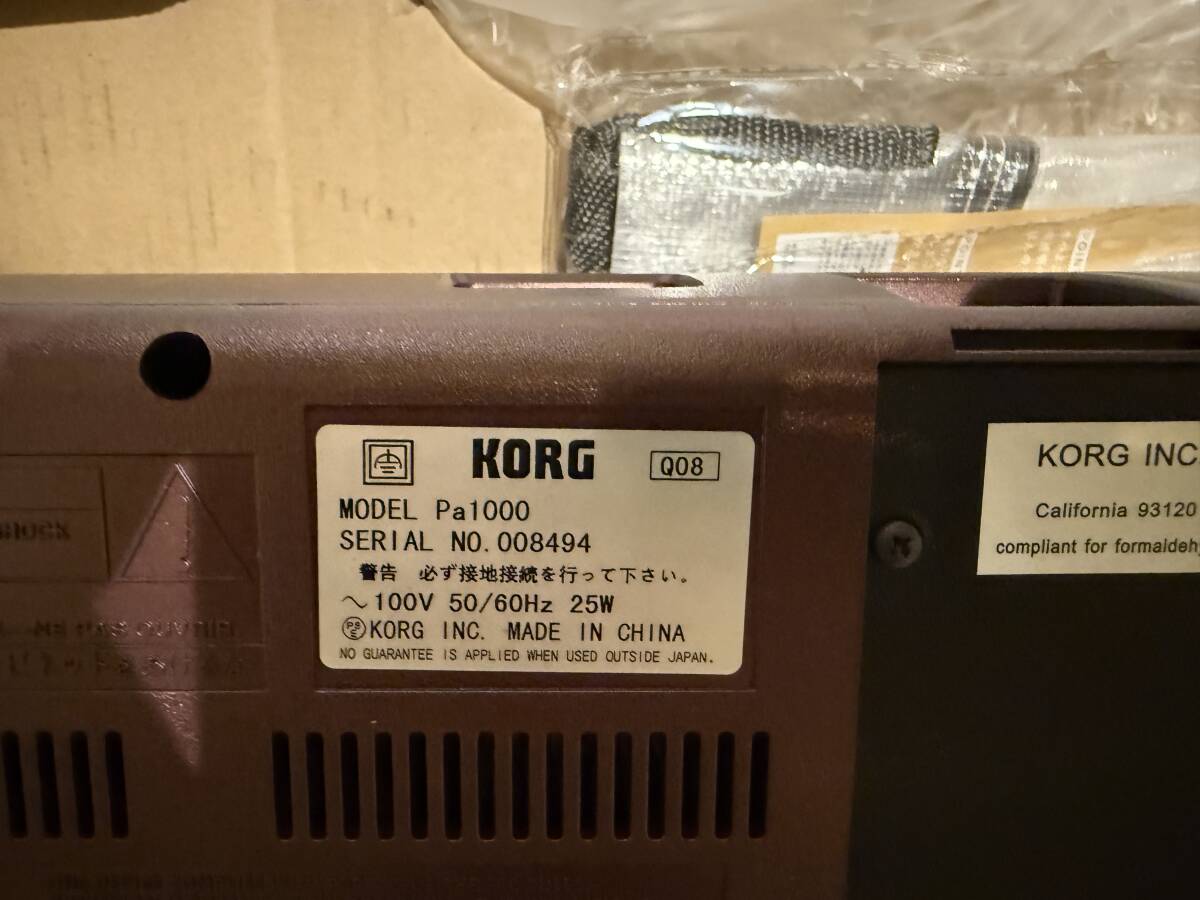 KORG Q08
MODEL Pa1000
SERIAL NO. 008494
警告 必ず接地接続を行って下さい。
～100V 50/60Hz 25W
PSE KORG INC. MADE IN CHINA
NO GUARANTEE IS APPLIED WHEN USED OUTSIDE JAPAN.
KORG INC
California 93120
compliant for formaldehy
SHOCK